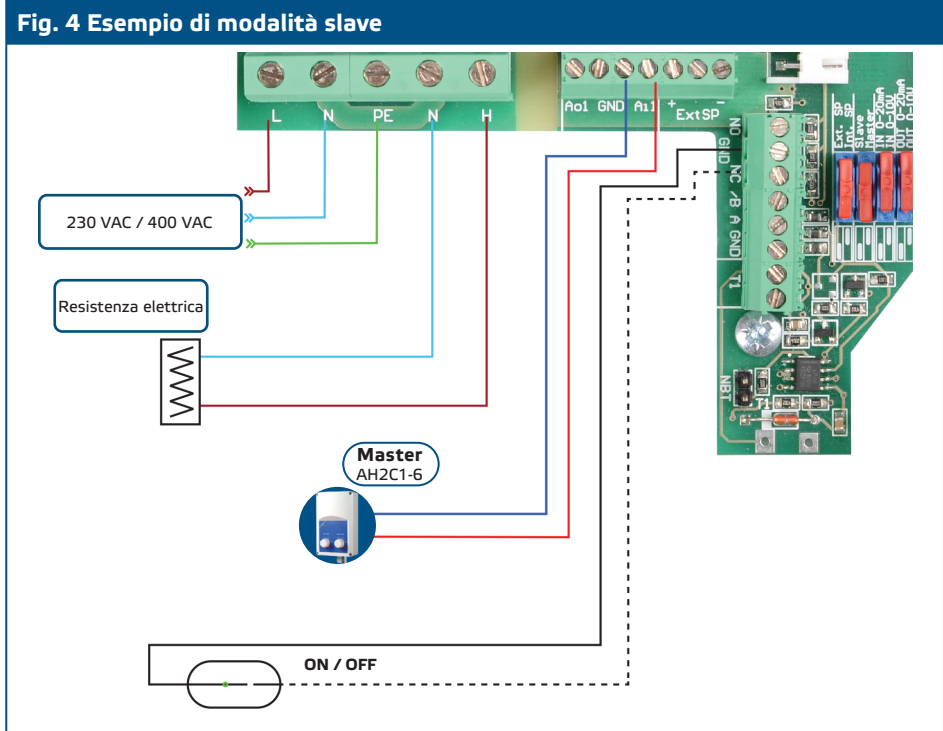 Fig. 4 Esempio di modalità slave
L N PE N H
Ao1 GND Ai1 + ExtSP -
NO
GND
NC
/B
A
GND
T1
Ext. SP
Int. SP
Slave
Master
IN 0-20mA
IN 0-10V
OUT 0-20mA
OUT 0-10V
230 VAC / 400 VAC
Resistenza elettrica
NBT
T1
Master
AH2C1-6
ON / OFF